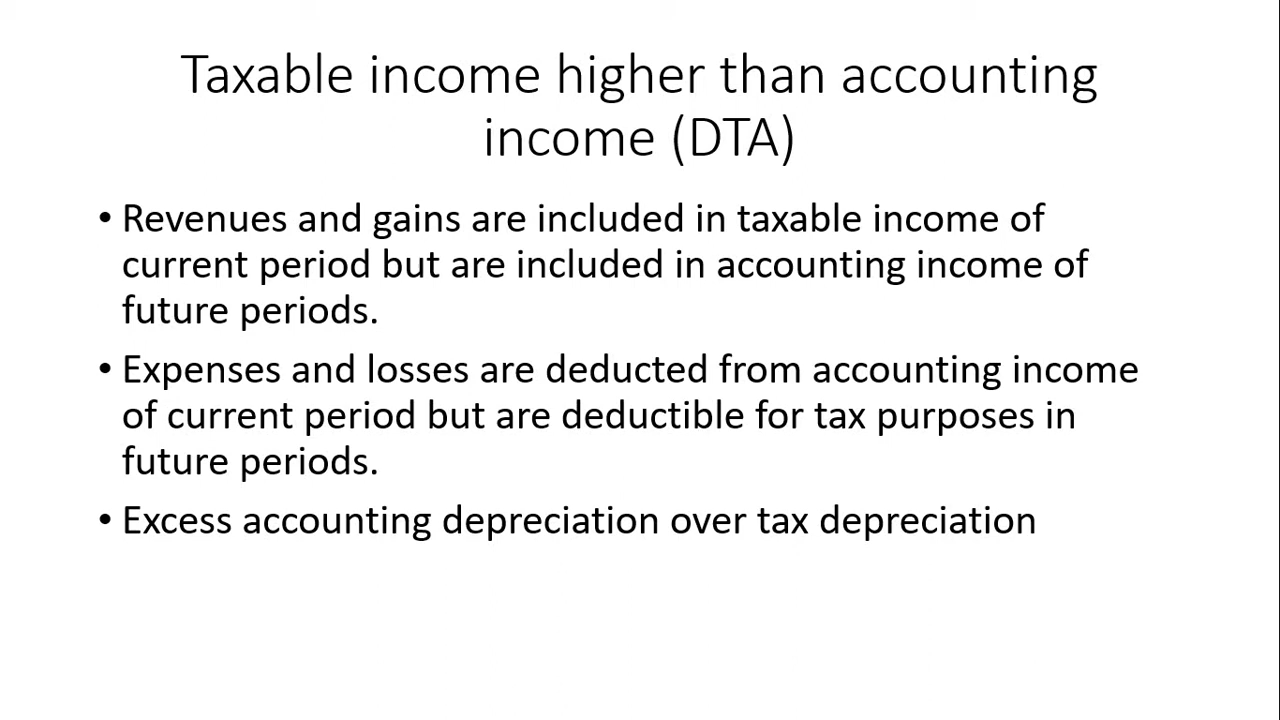 Taxable income higher than accounting
income (DTA)
• Revenues and gains are included in taxable income of
current period but are included in accounting income of
future periods.
• Expenses and losses are deducted from accounting income
of current period but are deductible for tax purposes in
future periods.
• Excess accounting depreciation over tax depreciation